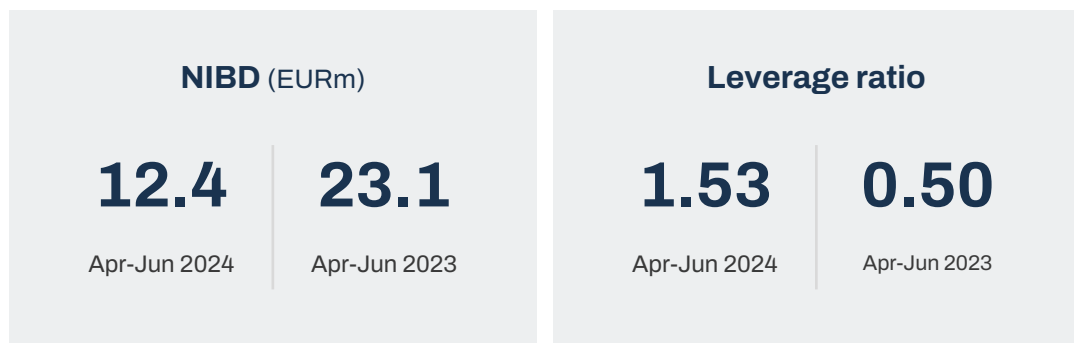 NIBD (EURm)
12.4
23.1
Apr-Jun 2024
Apr-Jun 2023
Leverage ratio
1.53
0.50
Apr-Jun 2024
Apr-Jun 2023